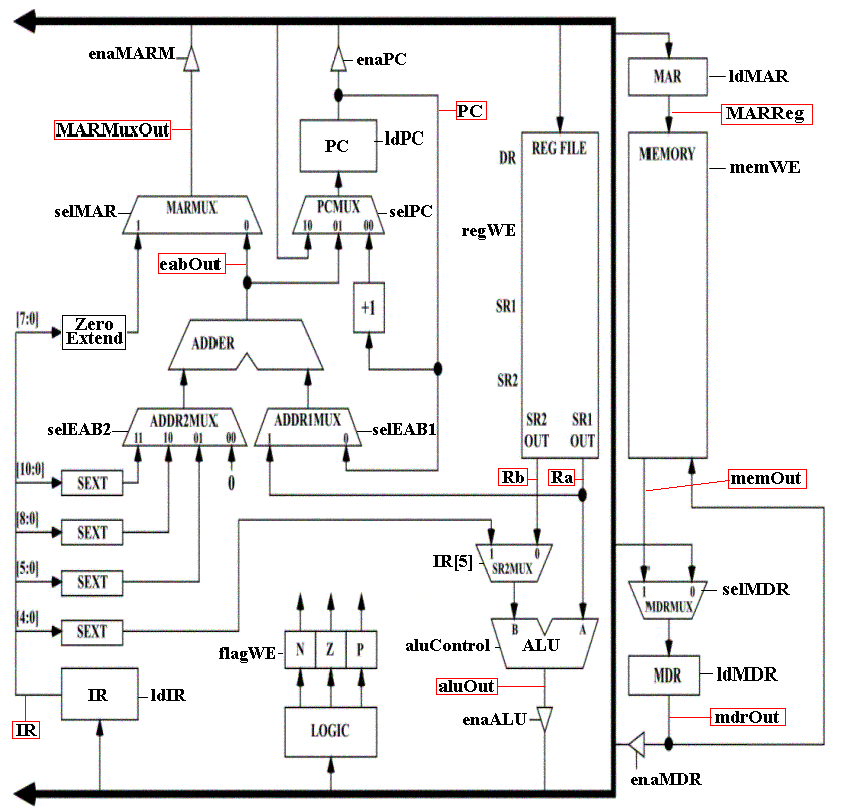 enaMARM
enaPC
MAR
ldMAR
MARMuxOut
PC
MARReg
PC
ldPC
DR
REG FILE
MEMORY
memWE
selMAR
MARMUX
1
0
PCMUX
10
01
00
selPC
regWE
eabOut
+1
SR1
[7:0]
Zero
Extend
ADDER
SR2
selEAB2
ADDR2MUX
11
10
01
00
ADDR1MUX
1
0
selEAB1
SR2
OUT
SR1
OUT
[10:0]
SEXT
0
Rb
Ra
memOut
[8:0]
SEXT
IR[5]
1
0
SR2MUX
[5:0]
SEXT
1
0
MDRMUX
selMDR
[4:0]
SEXT
flagWE
N
Z
P
aluControl
B
ALU
A
IR
ldIR
aluOut
MDR
ldMDR
IR
LOGIC
enaALU
mdrOut
enaMDR